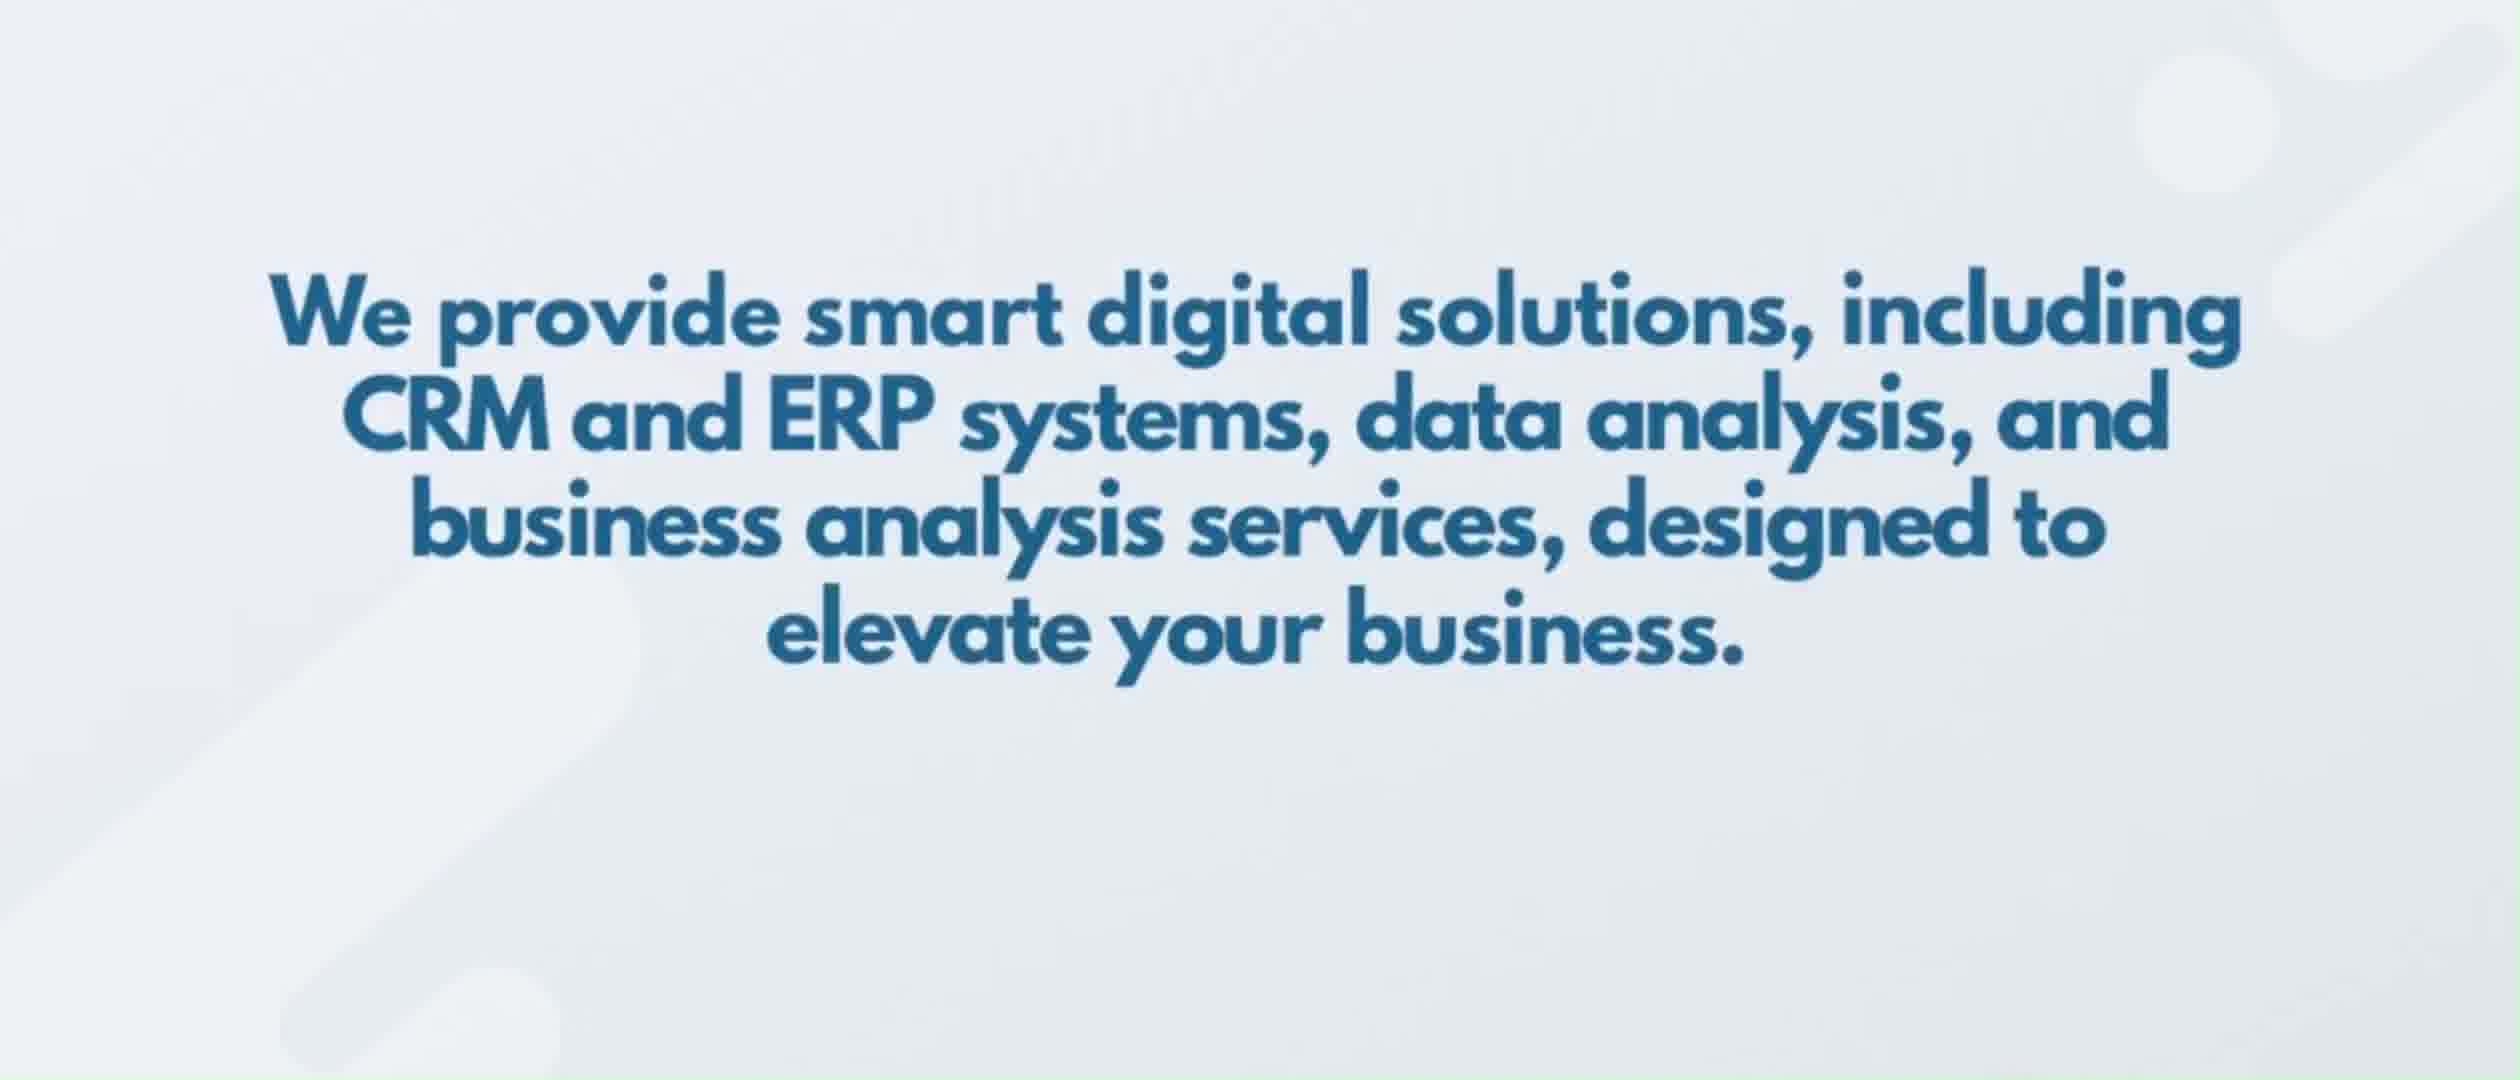 We provide smart digital solutions, including
CRM and ERP systems, data analysis, and
business analysis services, designed to
elevate your business.